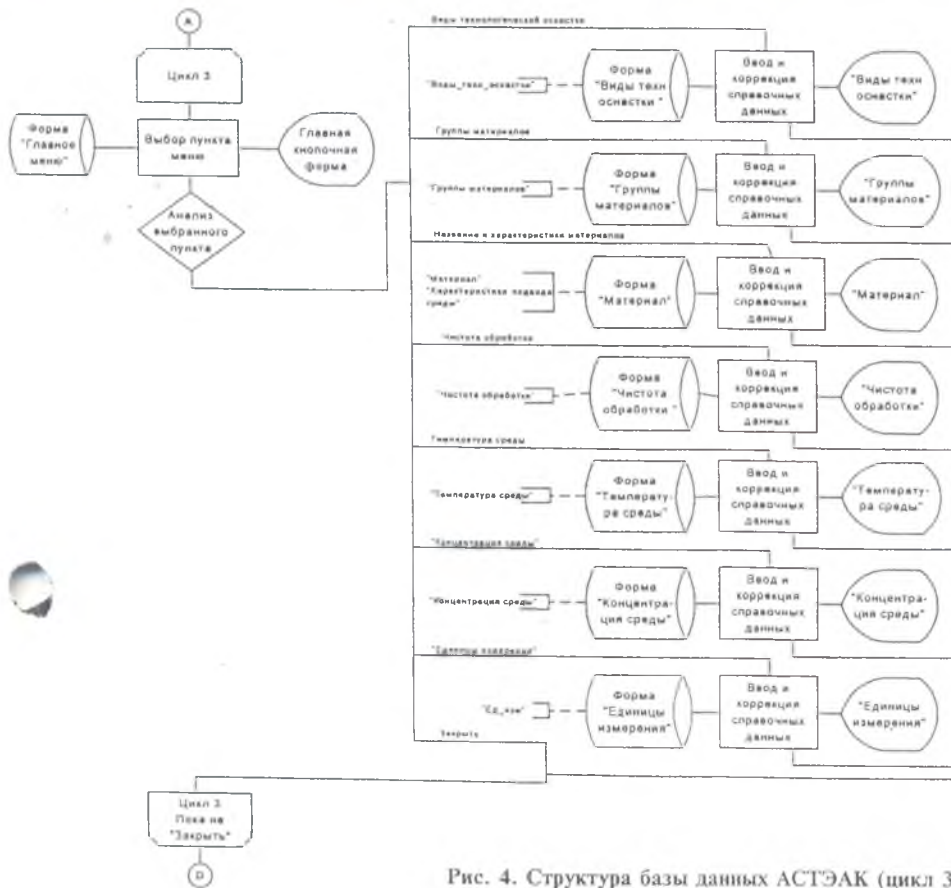 A
Цикл 3
Форма
"Главное
меню"
Выбор пункта
меню
Главная
кнопочная
форма
Анализ
выбранного
пункта
Виды технологической оснастки
"Виды_техн_оснастки"
Форма
"Виды техн
оснастки "
Ввод и
коррекция
справочных
данных
"Виды техн
оснастки"
Группы материалов
"Группы материалов"
Форма
"Группы
материалов"
Ввод и
коррекция
справочных
данных
"Группы
материалов"
Название и характеристики материалов
"Материал"
"Характеристики подвода
среды"
Форма
"Материал"
Ввод и
коррекция
справочных
данных
"Материал"
Чистота обработки
"Чистота обработки"
Форма
"Чистота
обработки "
Ввод и
коррекция
справочных
данных
"Чистота
обработки"
Температура среды
"Температура среды"
Форма
"Температу-
ра среды"
Ввод и
коррекция
справочных
данных
"Температу-
ра среды"
"Концентрация среды"
"Концентрация среды"
Форма
"Концентра-
ция среды"
Ввод и
коррекция
справочных
данных
"Концентра-
ция среды"
"Единицы измерения"
"Ед_изм"
Форма
"Единицы
измерения"
Ввод и
коррекция
справочных
данных
"Единицы
измерения"
Закрыть
Цикл 3
Пока не
"Закрыть"
D
Рис. 4. Структура базы данных АСТЭАК (цикл 3